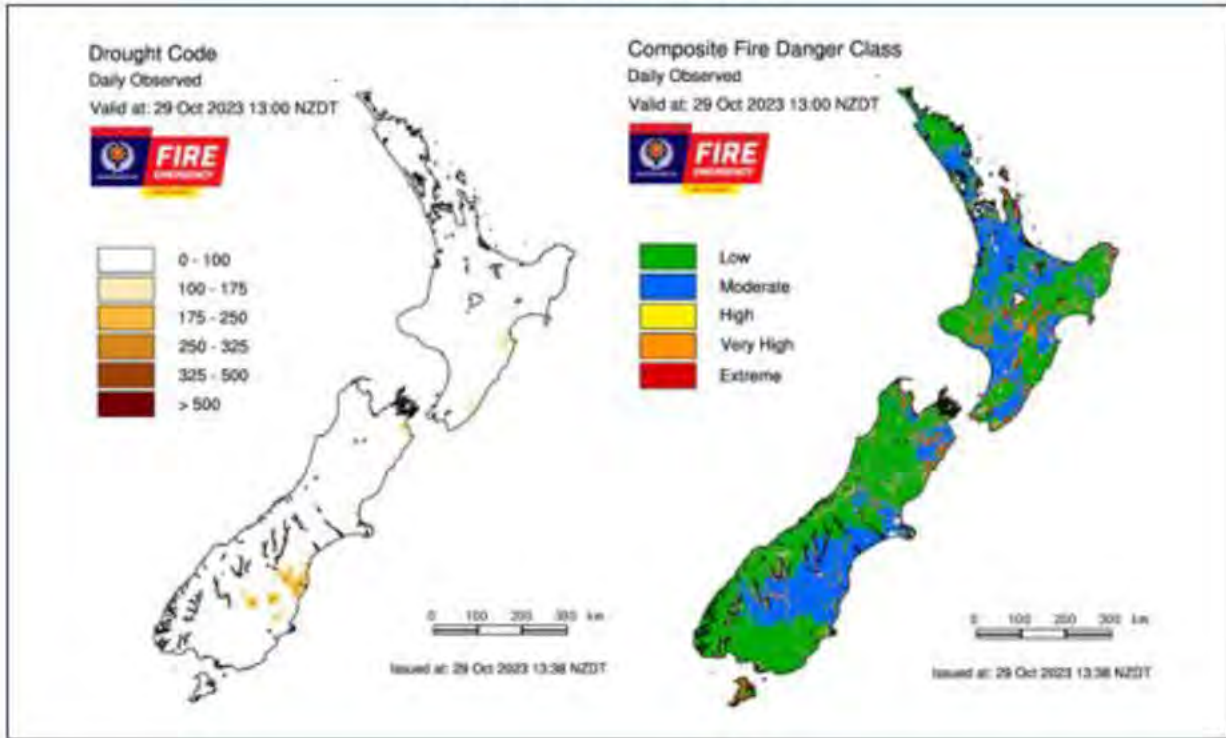 Drought Code
Daily Observed
Valid at: 29 Oct 2023 13:00 NZDT
FIRE
EMERGENCY
0 - 100
100 - 175
175 - 250
250 - 325
325 - 500
> 500
0 100 200 300 km
Issued at: 29 Oct 2023 13:38 NZDT
Composite Fire Danger Class
Daily Observed
Valid at: 29 Oct 2023 13:00 NZDT
FIRE
EMERGENCY
Low
Moderate
High
Very High
Extreme
0 100 200 300 km
Issued at: 29 Oct 2023 13:38 NZDT